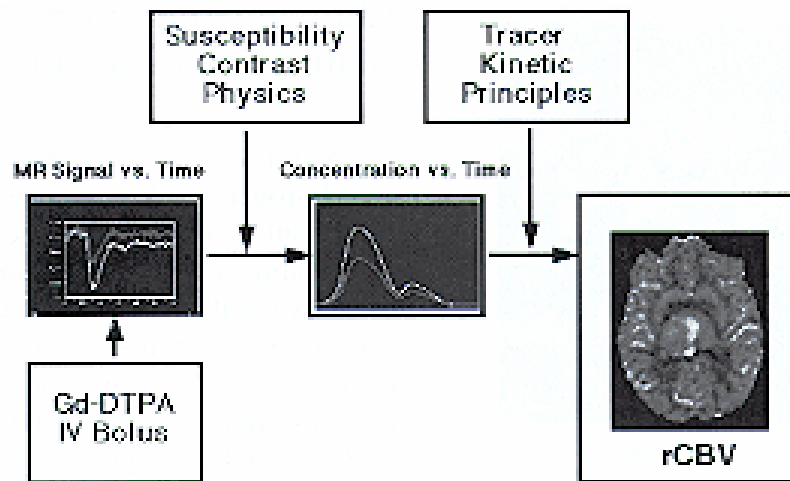 Susceptibility
Contrast
Physics
Tracer
Kinetic
Principles
MR Signal vs. Time
Concentration vs. Time
Gd-DTPA
IV Bolus
rCBV